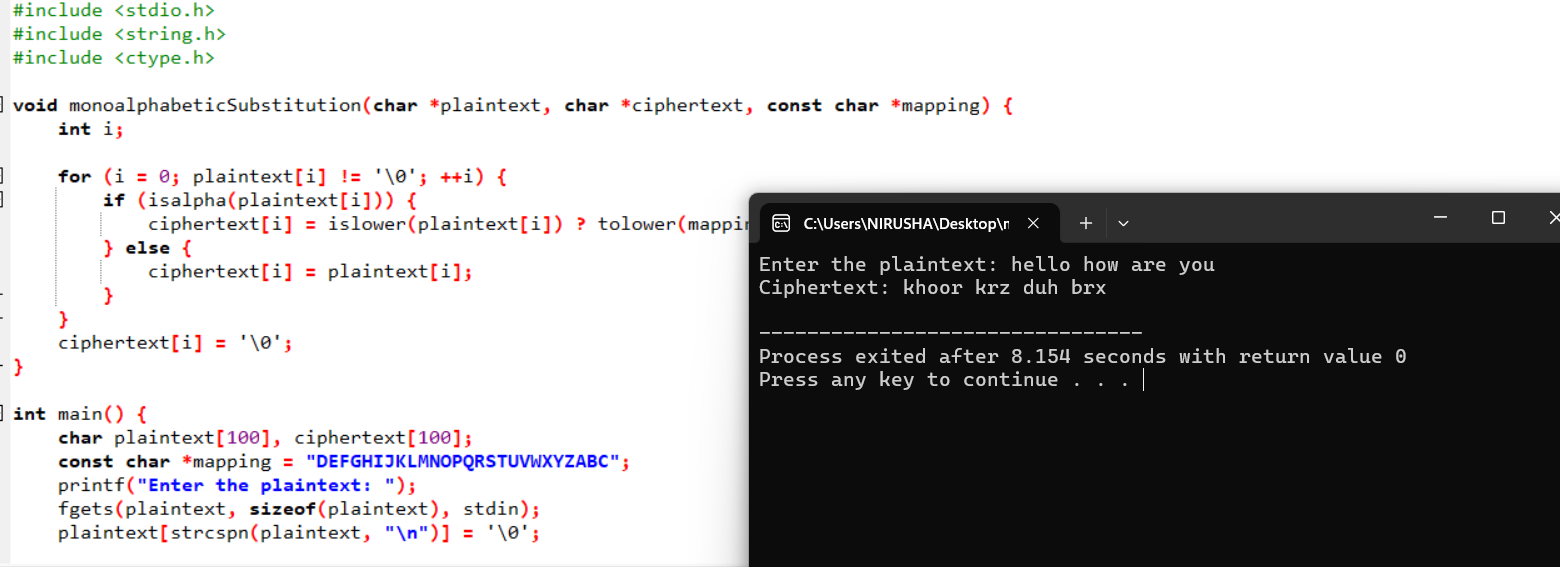 #include <stdio.h>
#include <string.h>
#include <ctype.h>
void monoalphabeticSubstitution(char *plaintext, char *ciphertext, const char *mapping) {
int i;
for (i = 0; plaintext[i] != '\0'; ++i) {
if (isalpha(plaintext[i])) {
ciphertext[i] = islower(plaintext[i]) ? tolower(mappin
} else {
ciphertext[i] = plaintext[i];
}
}
ciphertext[i] = '\0';
}
int main() {
char plaintext[100], ciphertext[100];
const char *mapping = "DEFGHIJKLMNOPQRSTUVWXYZABC";
printf("Enter the plaintext: ");
fgets(plaintext, sizeof(plaintext), stdin);
plaintext[strcspn(plaintext, "\n")] = '\0';
C:\Users\NIRUSHA\Desktop\n
Enter the plaintext: hello how are you
Ciphertext: khoor krz duh brx
--------------------------------
Process exited after 8.154 seconds with return value 0
Press any key to continue . . .